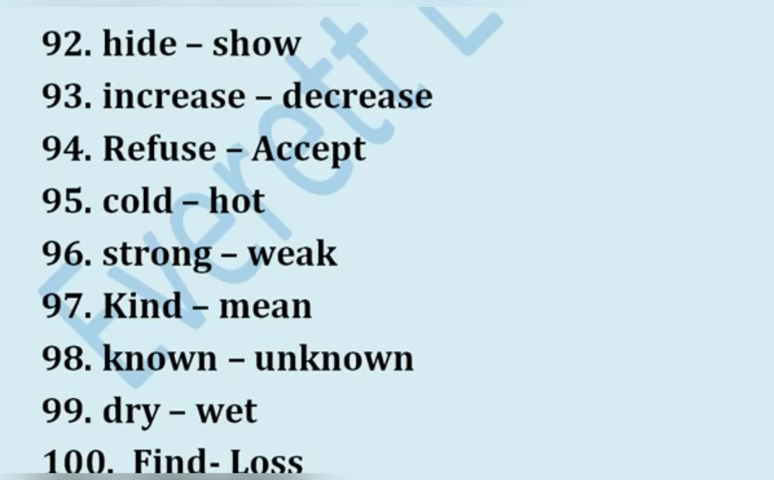 92. hide – show
93. increase – decrease
94. Refuse – Accept
95. cold – hot
96. strong – weak
97. Kind – mean
98. known – unknown
99. dry – wet
100.  Find- Loss
Everett